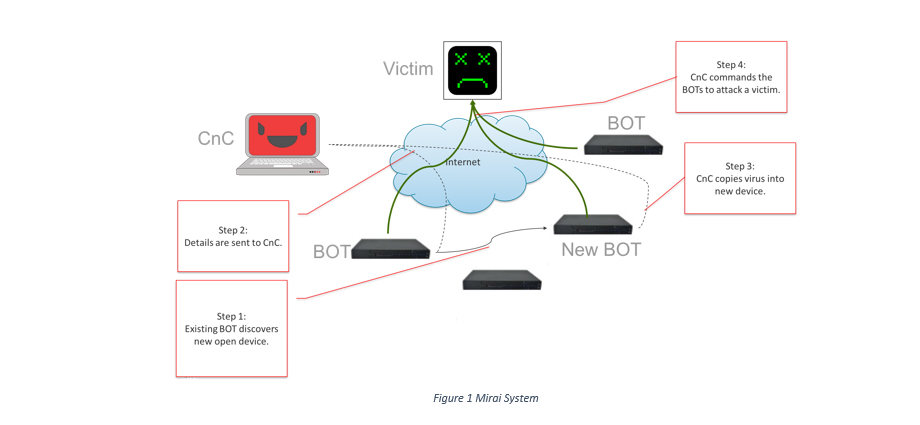 Victim
Step 4:
CnC commands the
BOTs to attack a victim.
CnC
BOT
Internet
Step 3:
CnC copies virus into
new device.
Step 2:
Details are sent to CnC.
BOT
New BOT
Step 1:
Existing BOT discovers
new open device.
Figure 1 Mirai System